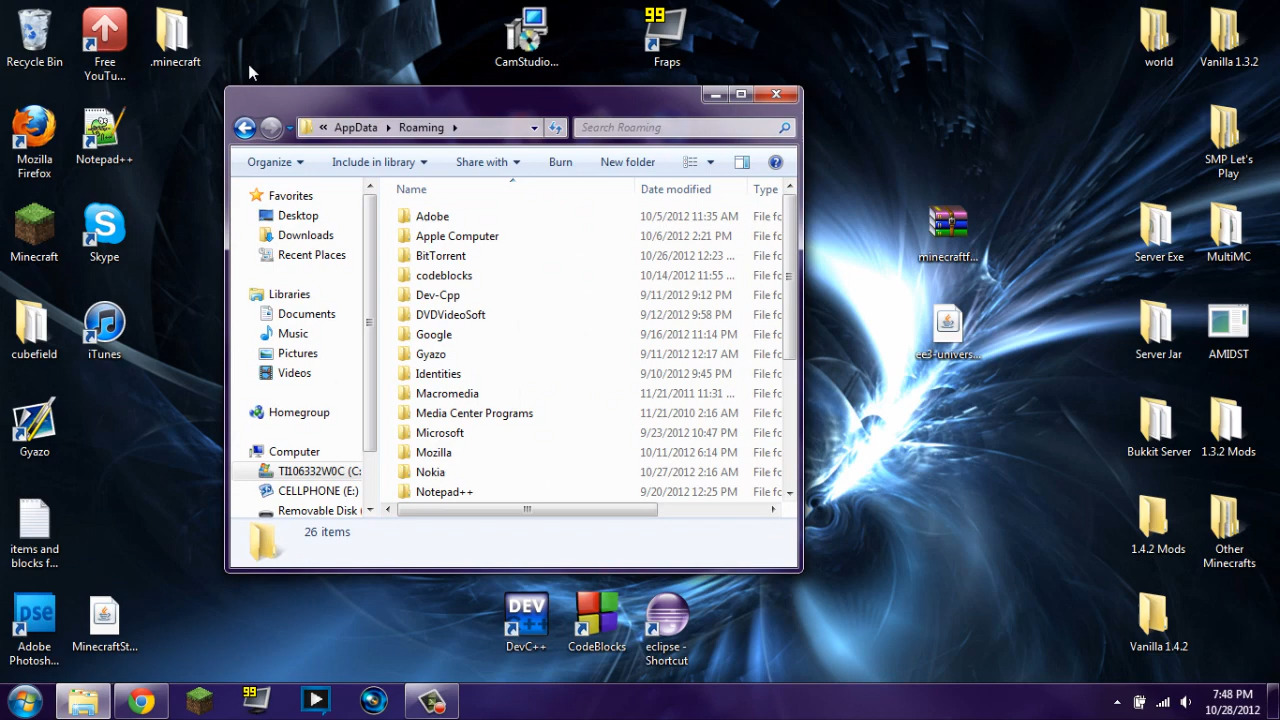 Recycle Bin
Free
YouTu...
.minecraft
CamStudio...
99
Fraps
world
Vanilla 1.3.2
Mozilla
Firefox
Notepad++
SMP Let's
Play
Minecraft
Skype
minecraftf...
Server Exe
MultiMC
cubefield
iTunes
ee3-univers...
Server Jar
AMIDST
Gyazo
Bukkit Server
1.3.2 Mods
items and
blocks f...
1.4.2 Mods
Other
Minecrafts
pse
Adobe
Photosh...
MinecraftSt...
DEV
C++
DevC++
CodeBlocks
eclipse -
Shortcut
Vanilla 1.4.2
« AppData Roaming
Search Roaming
Organize Include in library Share with Burn New folder
Favorites
Desktop
Downloads
Recent Places
Libraries
Documents
Music
Pictures
Videos
Homegroup
Computer
TI106332W0C (C:
CELLPHONE (E:)
Removable Disk (
Name Date modified Type
Adobe 10/5/2012 11:35 AM File fo
Apple Computer 10/6/2012 2:21 PM File fo
BitTorrent 10/26/2012 12:23 ... File fo
codeblocks 10/14/2012 11:55 ... File fo
Dev-Cpp 9/11/2012 9:12 PM File fo
DVDVideoSoft 9/12/2012 9:58 PM File fo
Google 9/16/2012 11:14 PM File fo
Gyazo 9/11/2012 12:17 AM File fo
Identities 9/10/2012 9:45 PM File fo
Macromedia 11/21/2011 11:31 ... File fo
Media Center Programs 11/21/2010 2:16 AM File fo
Microsoft 9/23/2012 10:47 PM File fo
Mozilla 10/11/2012 6:14 PM File fo
Nokia 10/27/2012 2:16 AM File fo
Notepad++ 9/20/2012 12:25 PM File fo
26 items
99
7:48 PM
10/28/2012